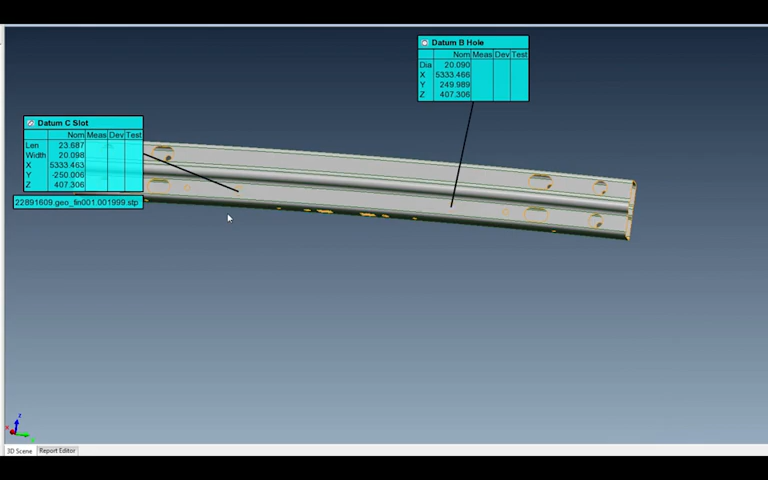 Datum B Hole
Nom Meas Dev Test
Dia 20.090
X 5333.466
Y 249.989
Z 407.306
Datum C Slot
Nom Meas Dev Test
Len 23.687
Width 20.098
X 5333.463
Y -250.006
Z 407.306
22891609.geo_fin001.001999.stp
z
x
3D Scene Report Editor